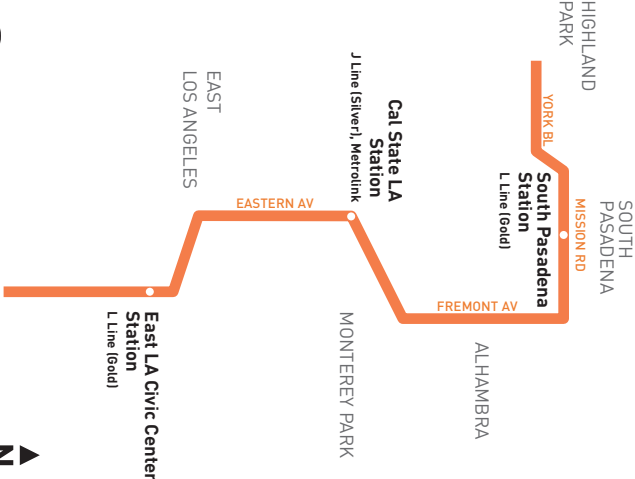 HIGHLAND
PARK
SOUTH
PASADENA
YORK BL
MISSION RD
South Pasadena
Station
L Line (Gold)
FREMONT AV
ALHAMBRA
Cal State LA
Station
J Line (Silver), Metrolink
MONTEREY PARK
EASTERN AV
EAST
LOS ANGELES
East LA Civic Center
Station
L Line (Gold)
N